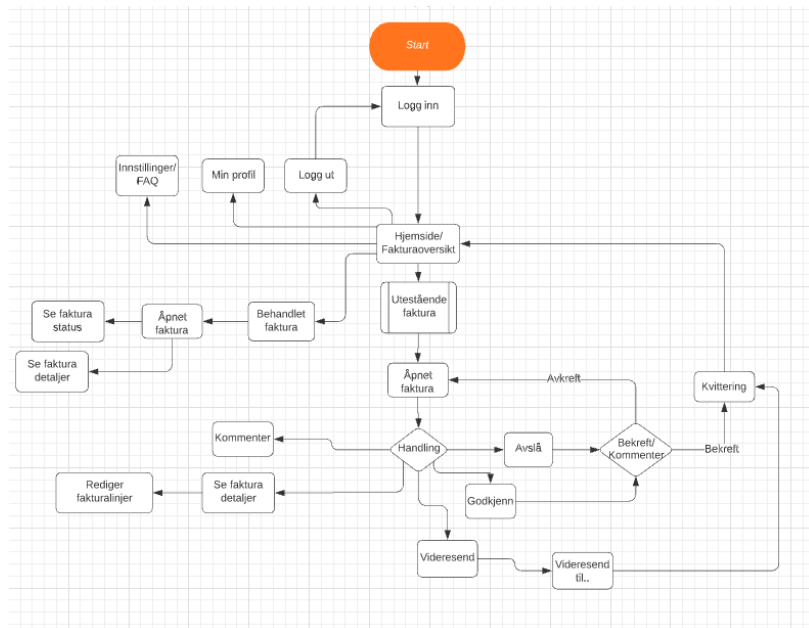 Start
Logg inn
Innstillinger/
FAQ
Min profil
Logg ut
Hjemside/
Fakturaoversikt
Utestående
faktura
Behandlet
faktura
Åpnet
faktura
Se faktura
status
Se faktura
detaljer
Åpnet
faktura
Avkreft
Kvittering
Kommenter
Handling
Avslå
Bekreft/
Kommenter
Bekreft
Rediger
fakturalinjer
Se faktura
detaljer
Godkjenn
Videresend
Videresend
til..